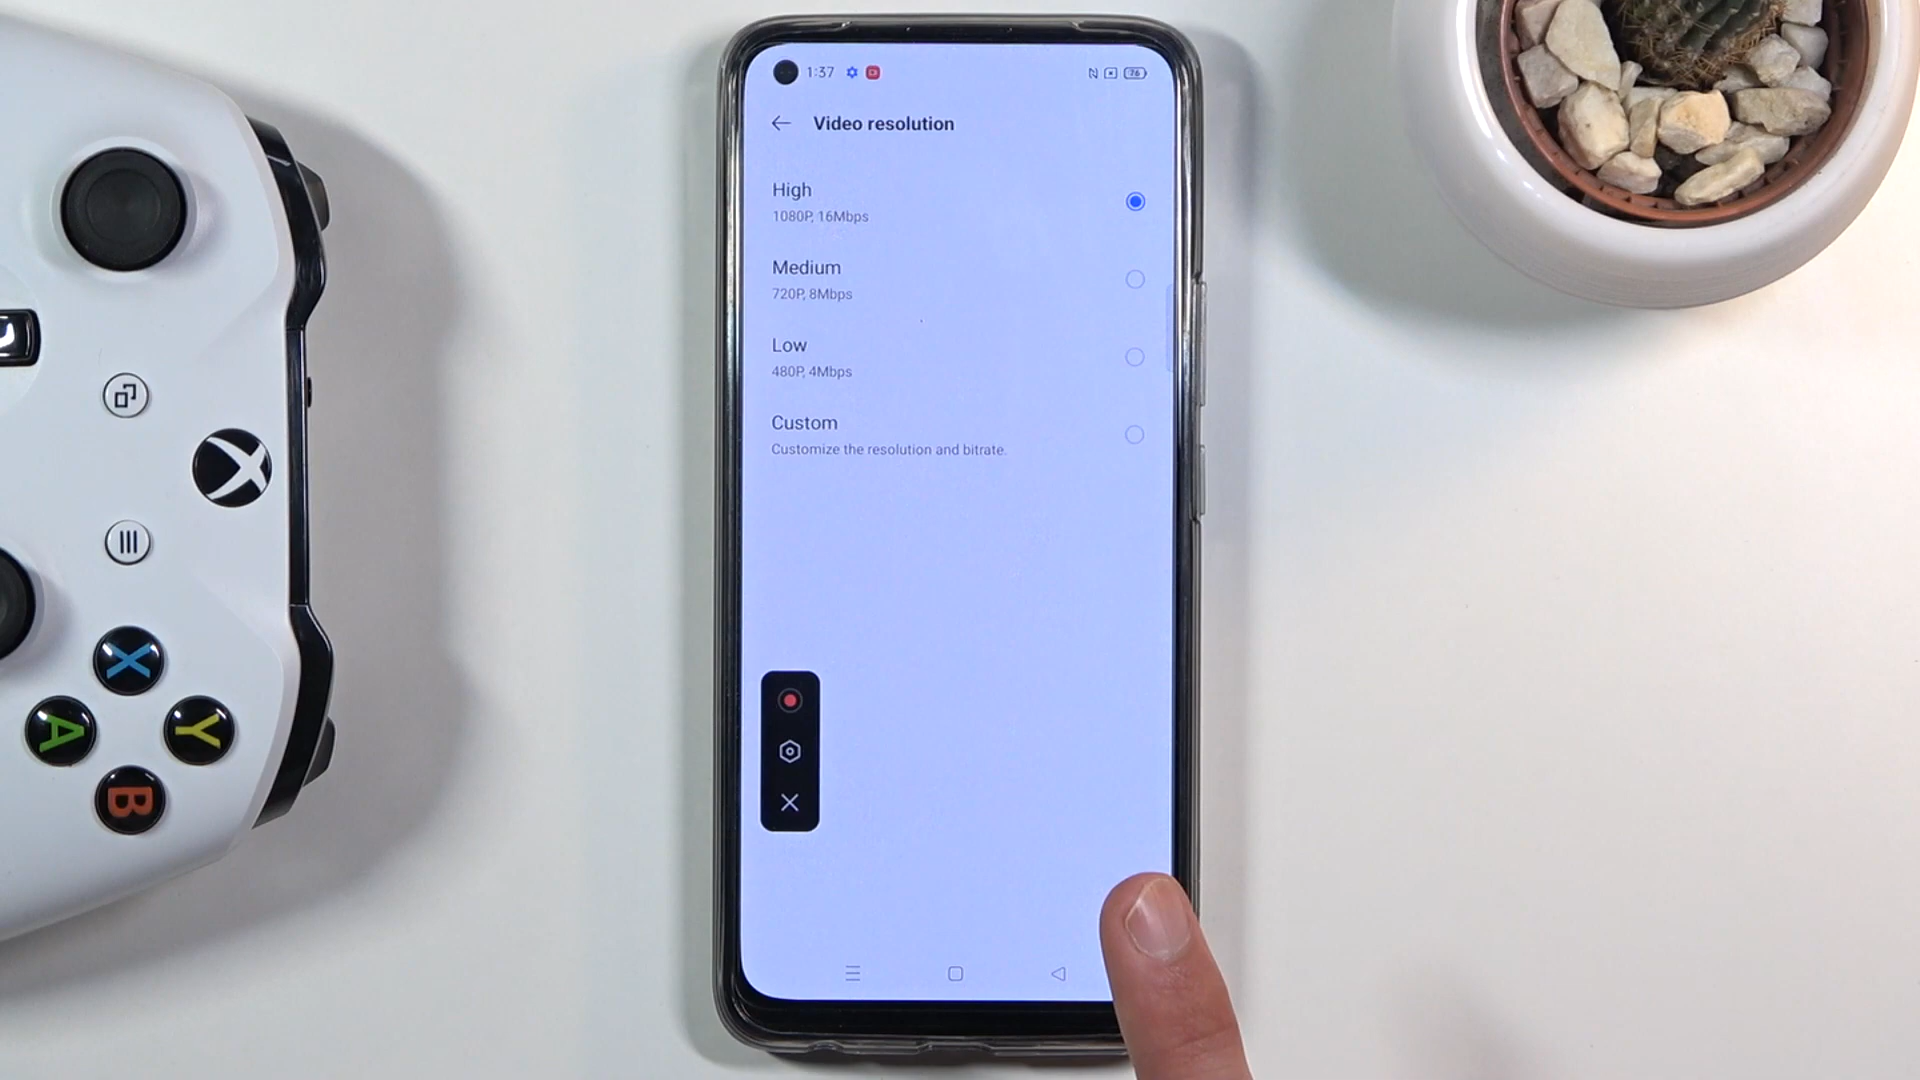 1:37
76
Video resolution
High
1080P, 16Mbps
Medium
720P, 8Mbps
Low
480P, 4Mbps
Custom
Customize the resolution and bitrate.
X
A
Y
B